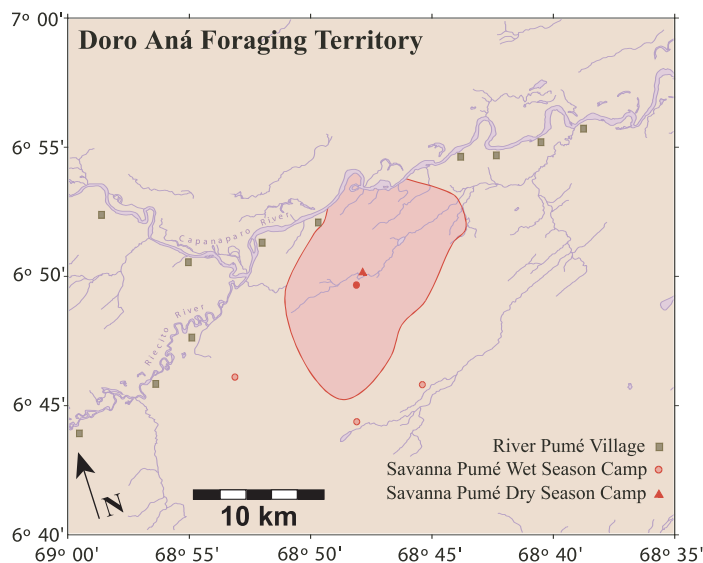 7° 00'
Doro Aná Foraging Territory
6° 55'
Capanaparo River
6° 50'
Riecito River
6° 45'
River Pumé Village
Savanna Pumé Wet Season Camp
Savanna Pumé Dry Season Camp
N
10 km
6° 40'
69° 00' 68° 55' 68° 50' 68° 45' 68° 40' 68° 35'